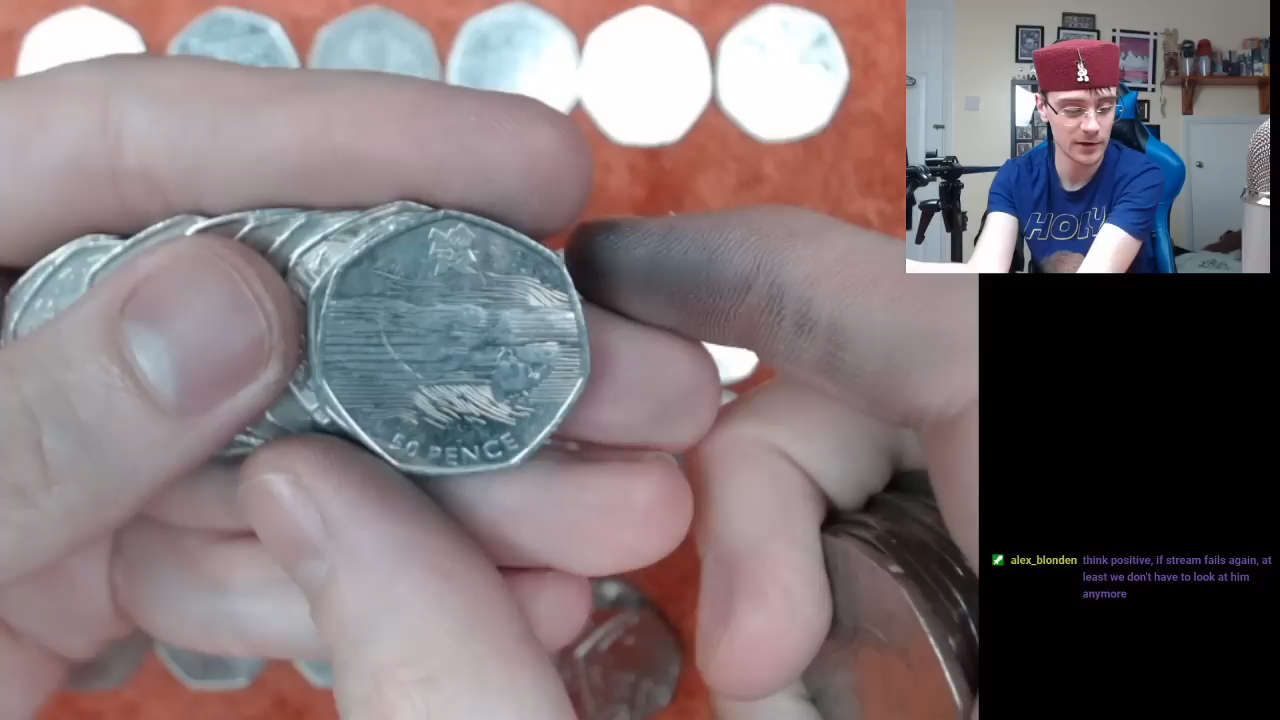 HOLY
50 PENCE
alex_blonden think positive, if stream fails again, at
least we don't have to look at him
anymore